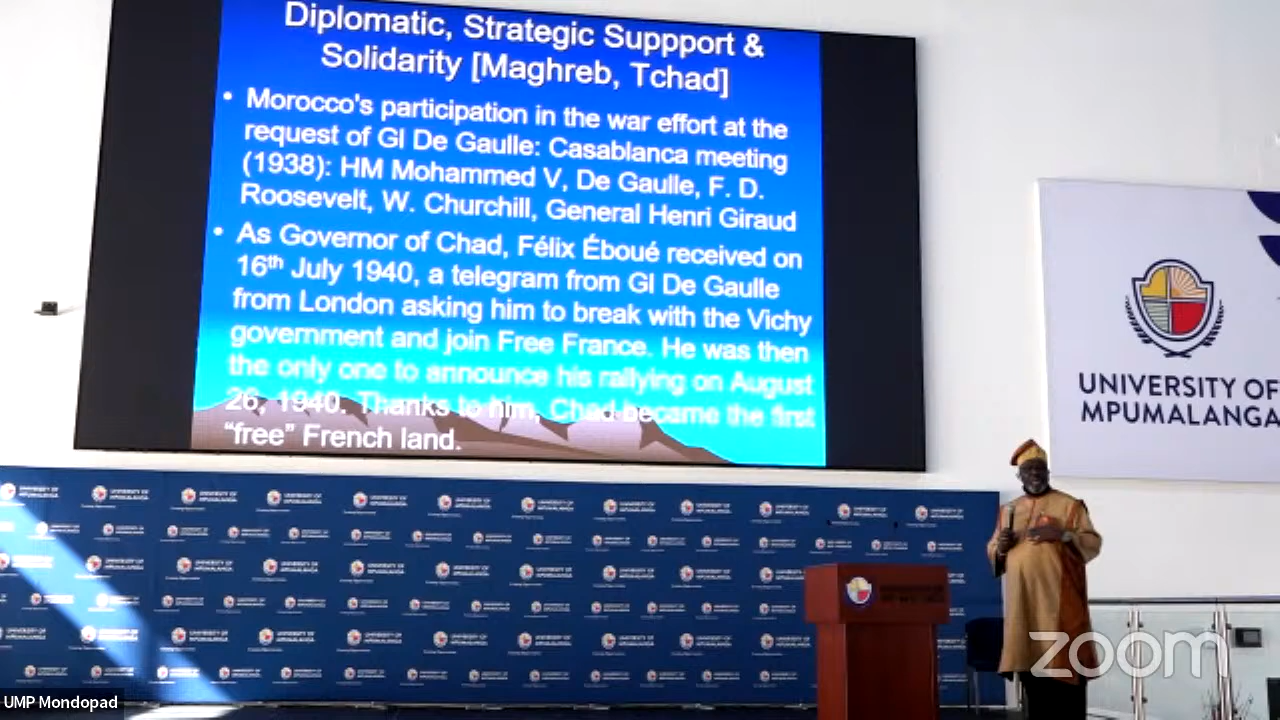 Diplomatic, Strategic Suppport &
Solidarity [Maghreb, Tchad]
• Morocco's participation in the war effort at the
request of Gl De Gaulle: Casablanca meeting
(1938): HM Mohammed V, De Gaulle, F. D.
Roosevelt, W. Churchill, General Henri Giraud
• As Governor of Chad, Félix Éboué received on
16th July 1940, a telegram from Gl De Gaulle
from London asking him to break with the Vichy
government and join Free France. He was then
the only one to announce his rallying on August
26, 1940. Thanks to him, Chad became the first
"free" French land.
UNIVERSITY OF
MPUMALANGA
zoom
UMP Mondopad